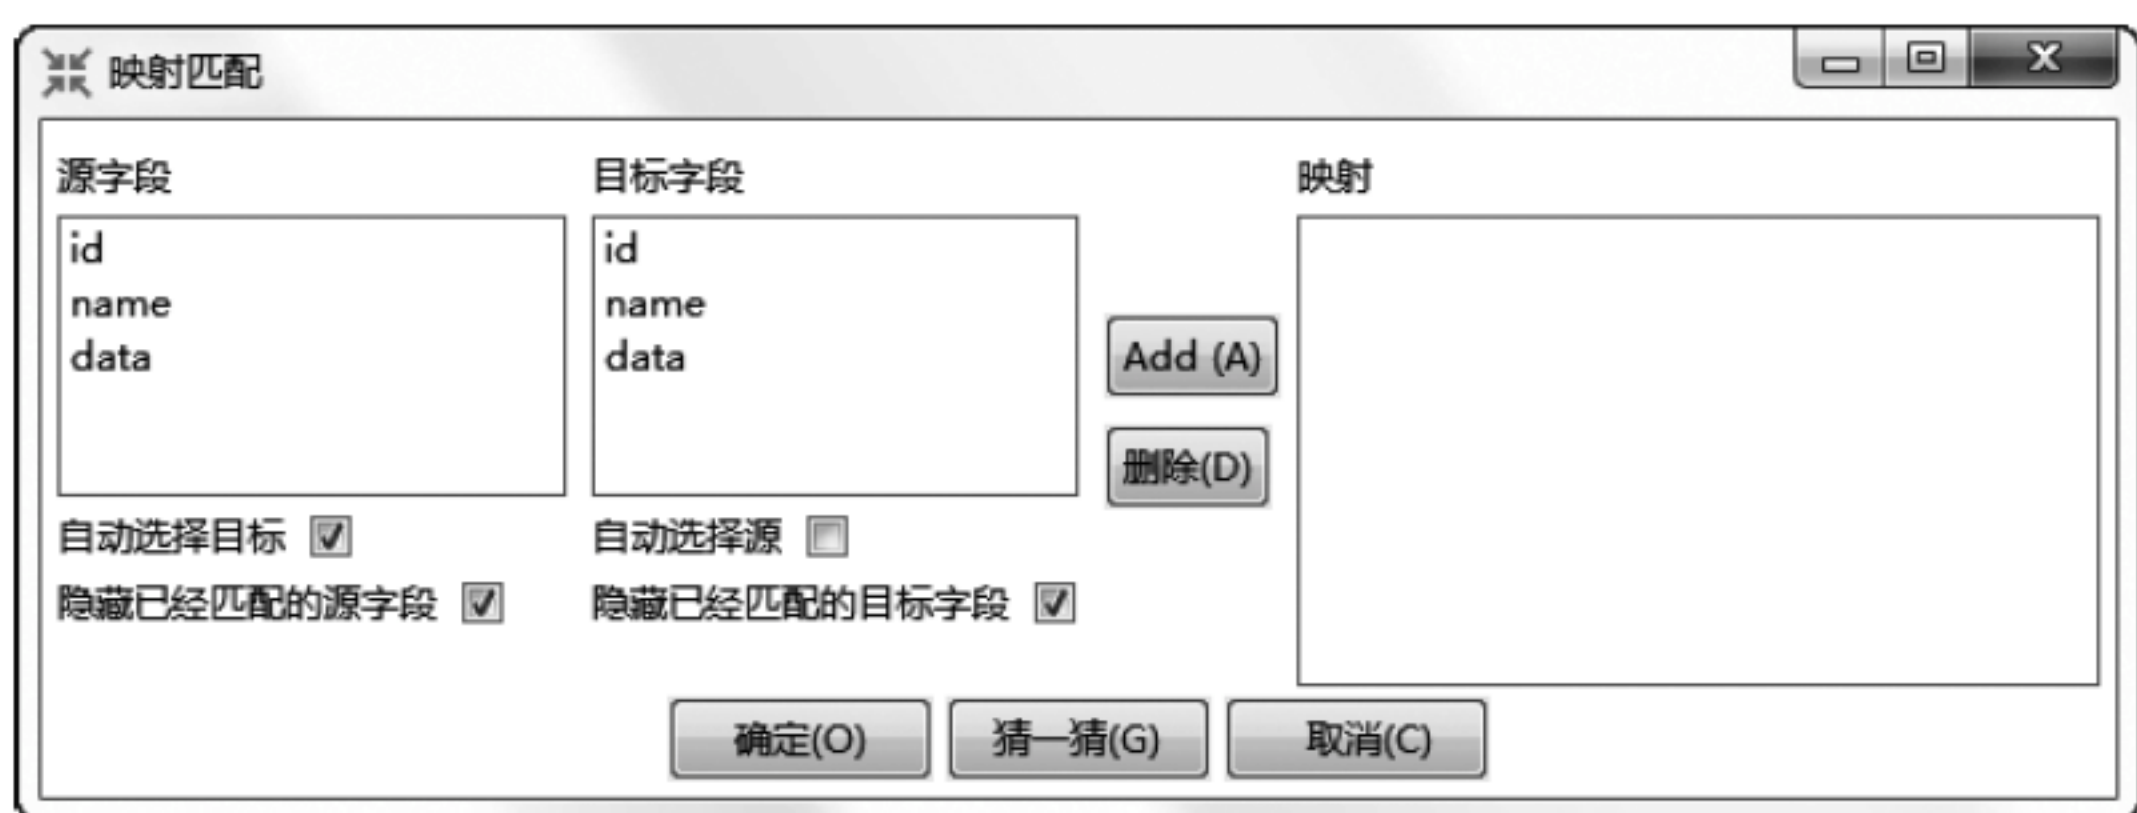 映射匹配
源字段
id
name
data
自动选择目标
隐藏已经匹配的源字段
目标字段
id
name
data
自动选择源
隐藏已经匹配的目标字段
Add (A)
删除(D)
映射
确定(O)
猜一猜(G)
取消(C)